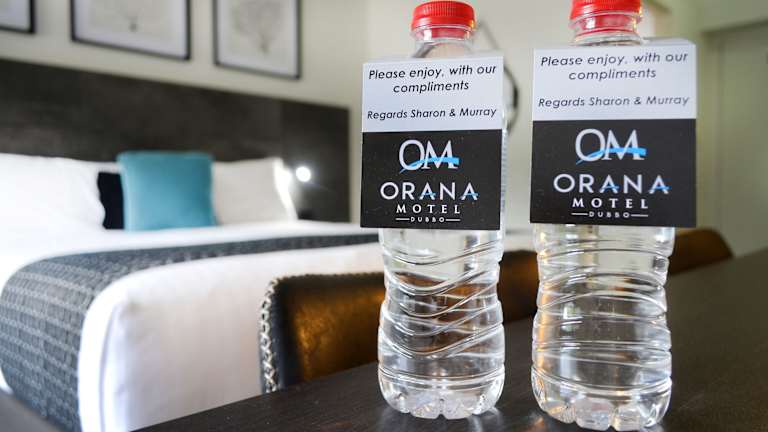 Please enjoy, with our
compliments
Regards Sharon & Murray
OM
ORANA
MOTEL
DUBBO
Please enjoy, with our
compliments
Regards Sharon & Murray
OM
ORANA
MOTEL
DUBBO